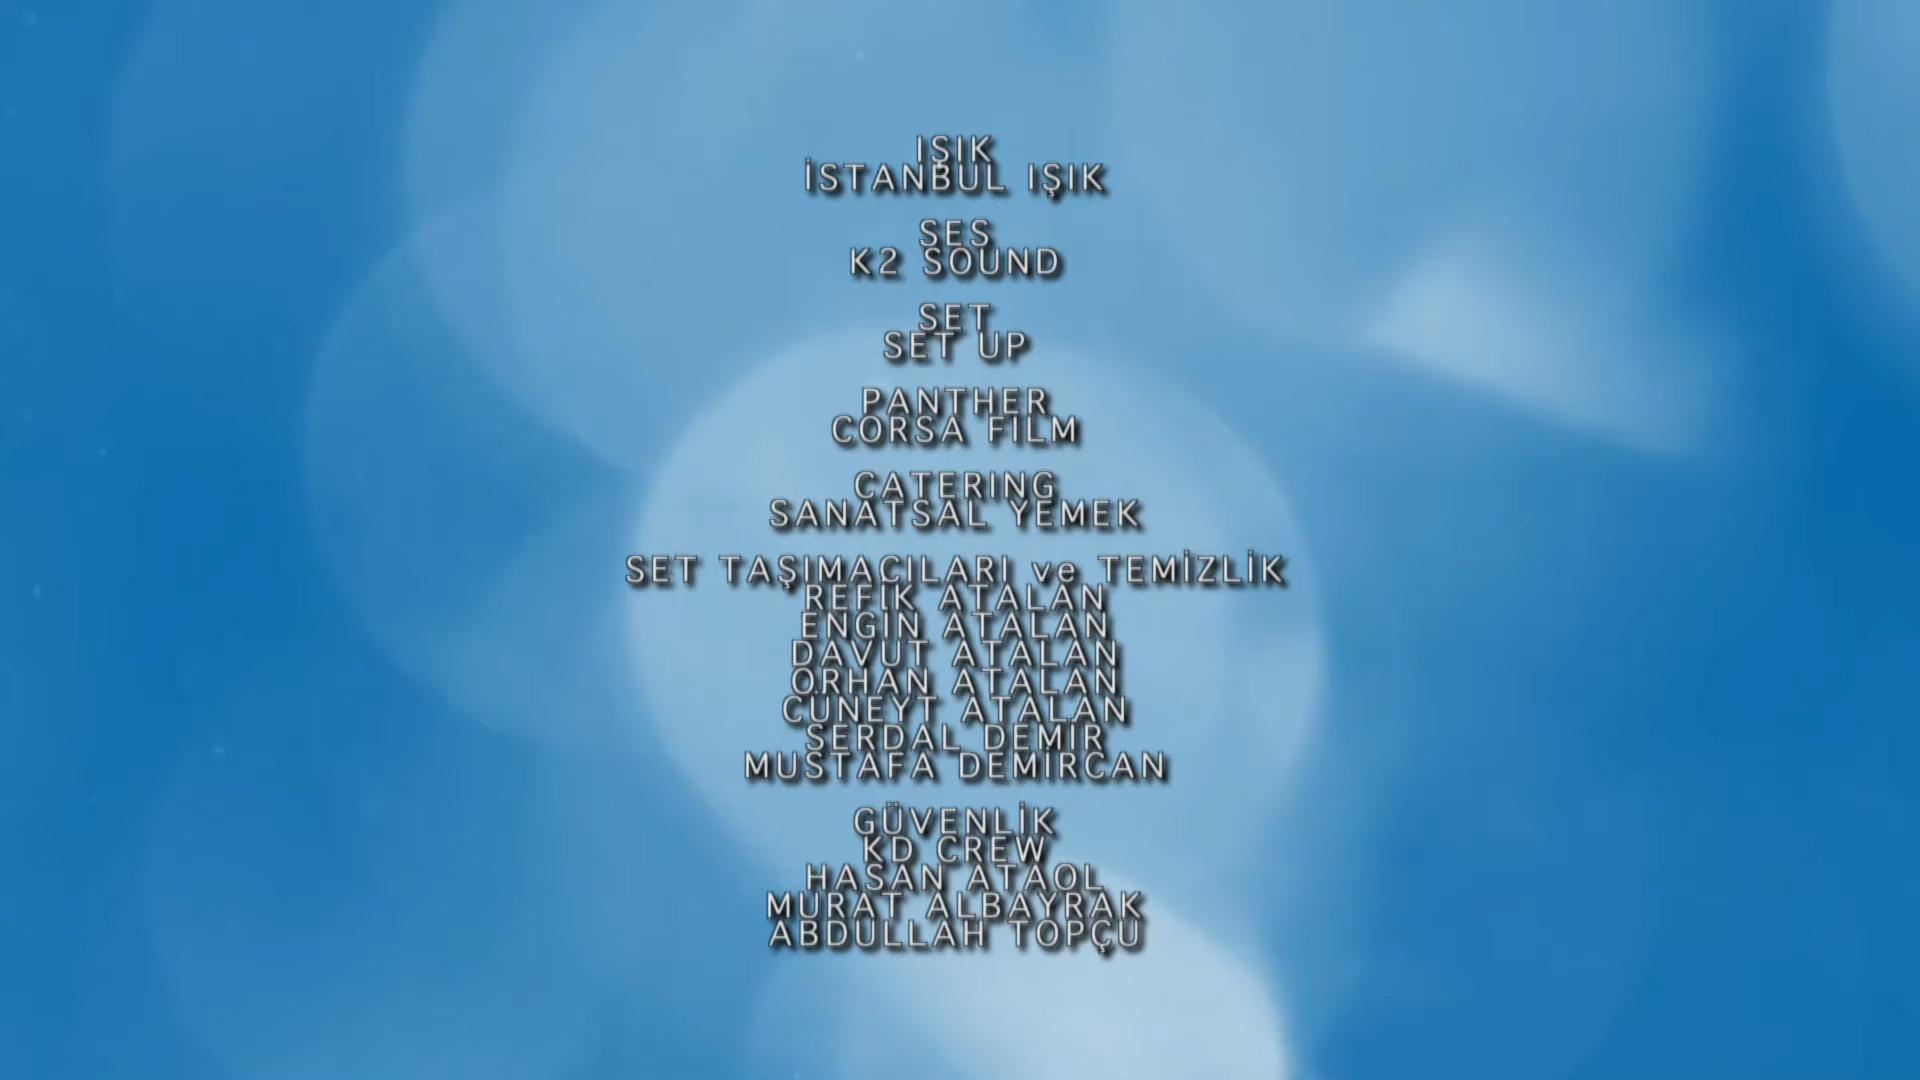 IŞIK
İSTANBUL IŞIK
SES
K2 SOUND
SET
SET UP
PANTHER
CORSA FILM
CATERING
SANATSAL YEMEK
SET TAŞIMACILARI ve TEMİZLİK
REFİK ATALAN
ENGİN ATALAN
DAVUT ATALAN
ORHAN ATALAN
CÜNEYT ATALAN
SERDAL DEMİR
MUSTAFA DEMİRCAN
GÜVENLİK
KD CREW
HASAN ATAOL
MURAT ALBAYRAK
ABDULLAH TOPÇU